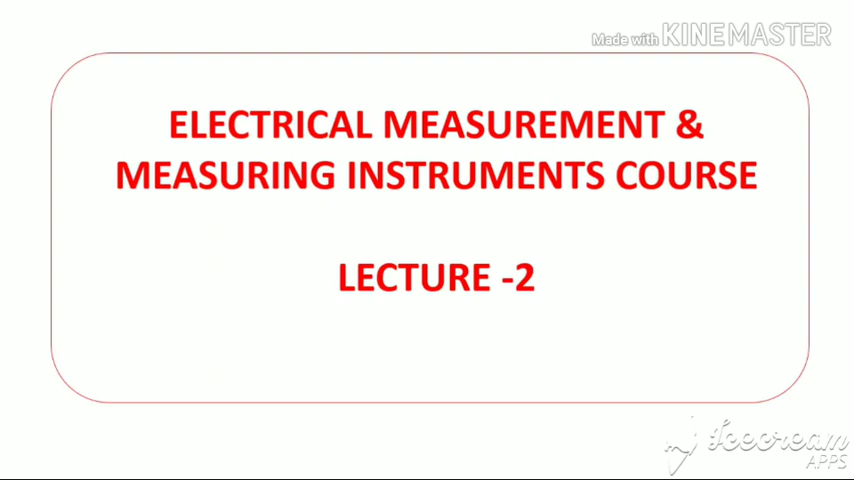 Made with KINEMASTER
ELECTRICAL MEASUREMENT &
MEASURING INSTRUMENTS COURSE
LECTURE -2
Icecream
APPS